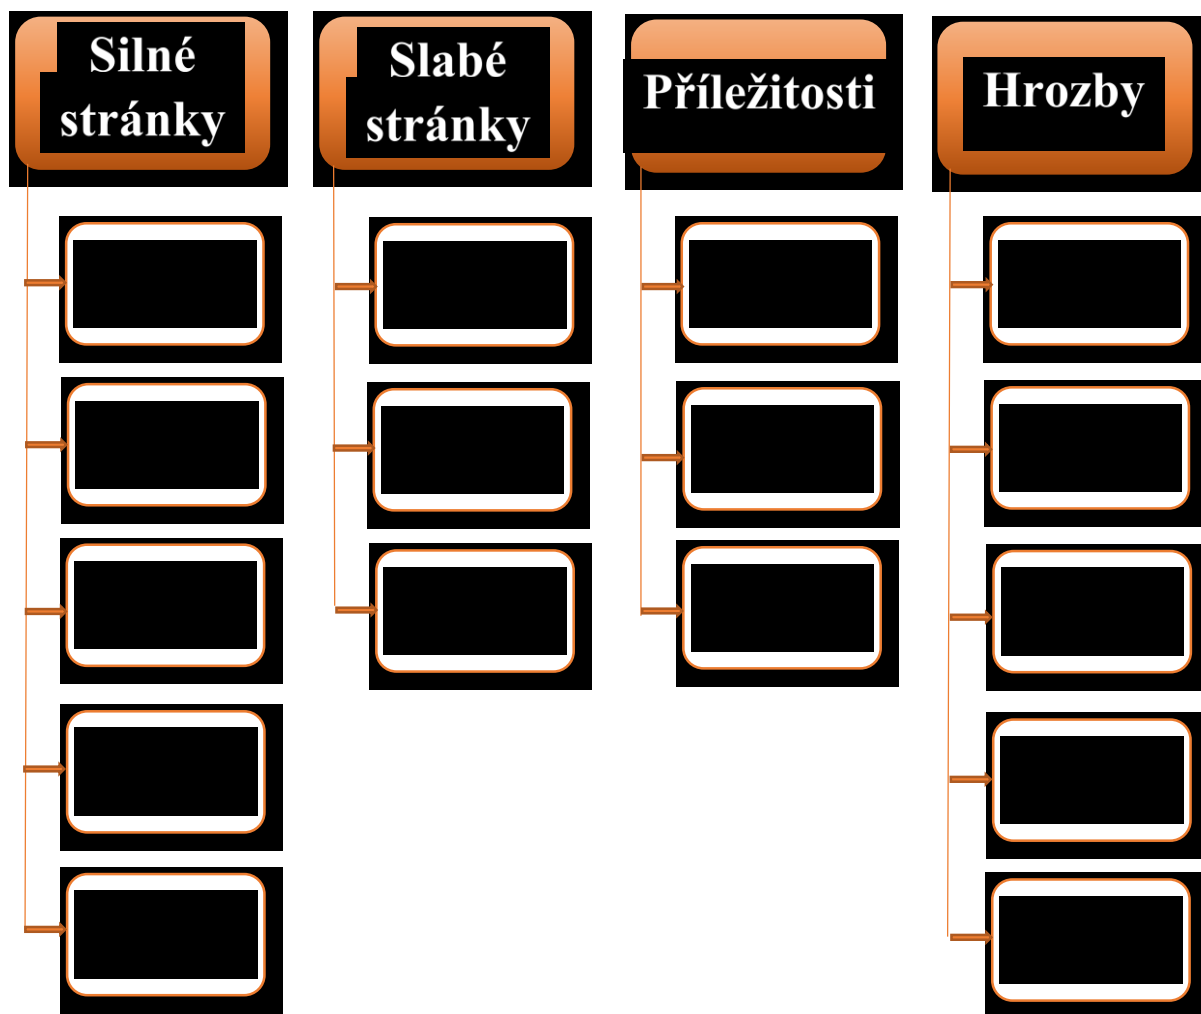 Silné
stránky
Slabé
stránky
Příležitosti
Hrozby